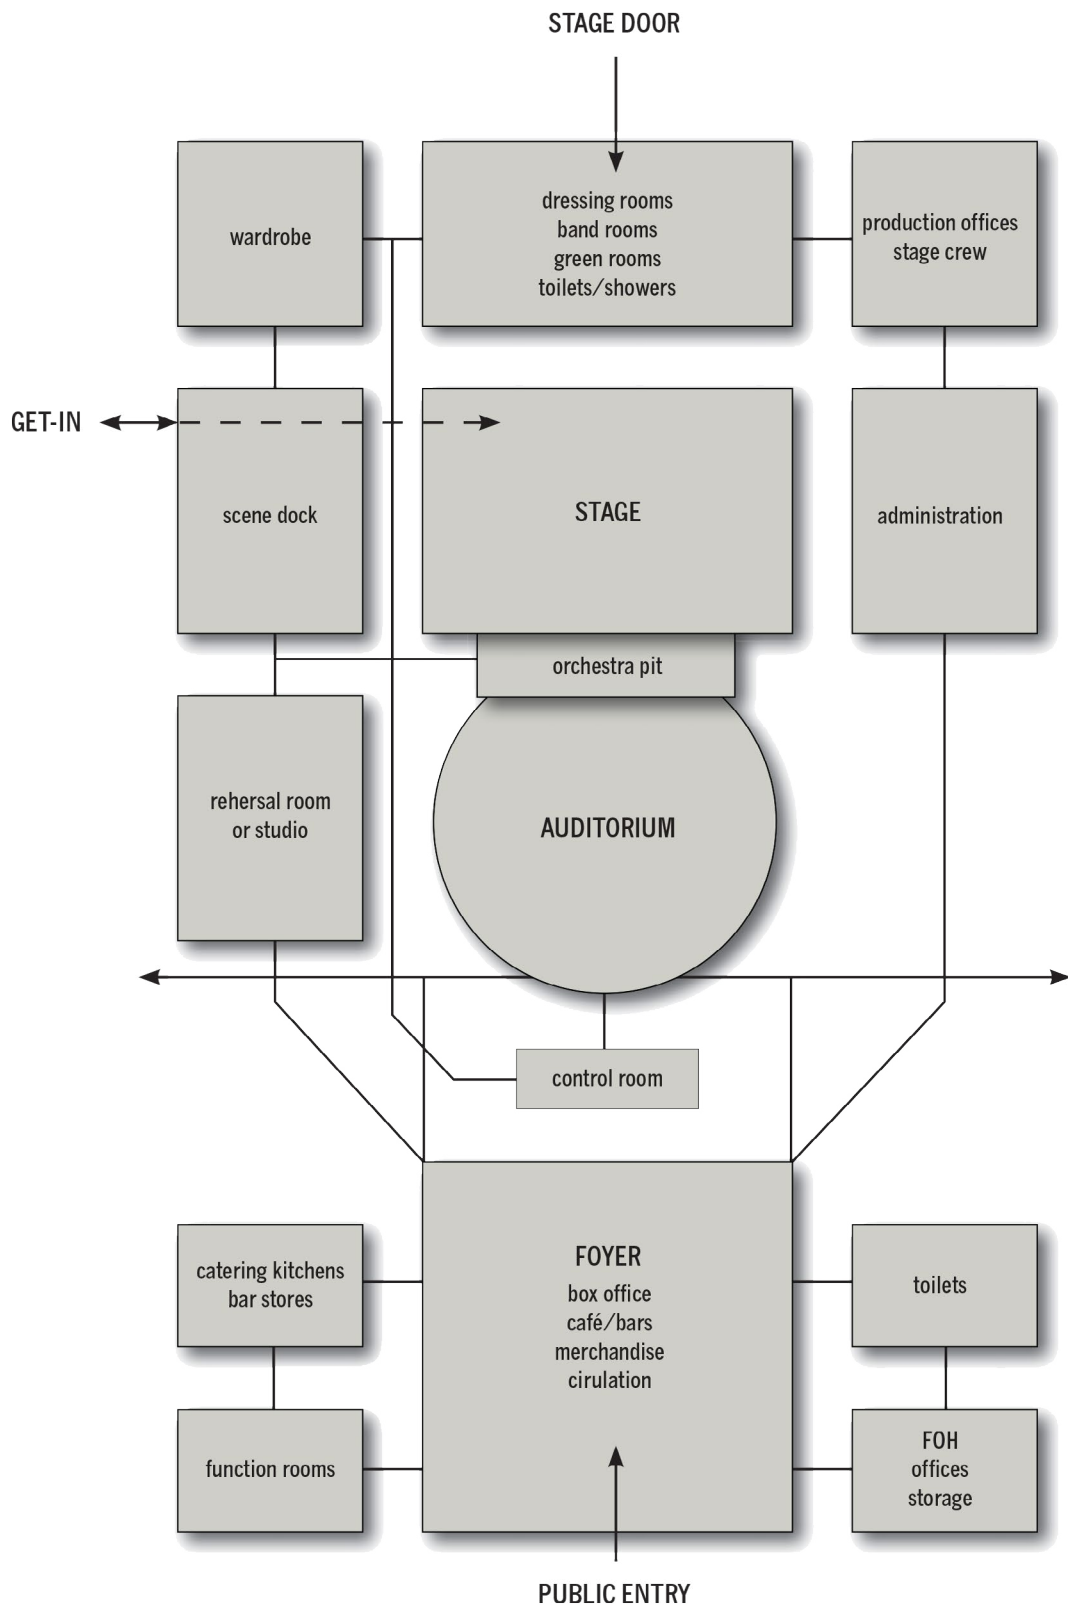 STAGE DOOR
wardrobe
dressing rooms
band rooms
green rooms
toilets/showers
production offices
stage crew
GET-IN
scene dock
STAGE
administration
orchestra pit
rehersal room
or studio
AUDITORIUM
control room
catering kitchens
bar stores
FOYER
box office
café/bars
merchandise
cirulation
toilets
function rooms
FOH
offices
storage
PUBLIC ENTRY